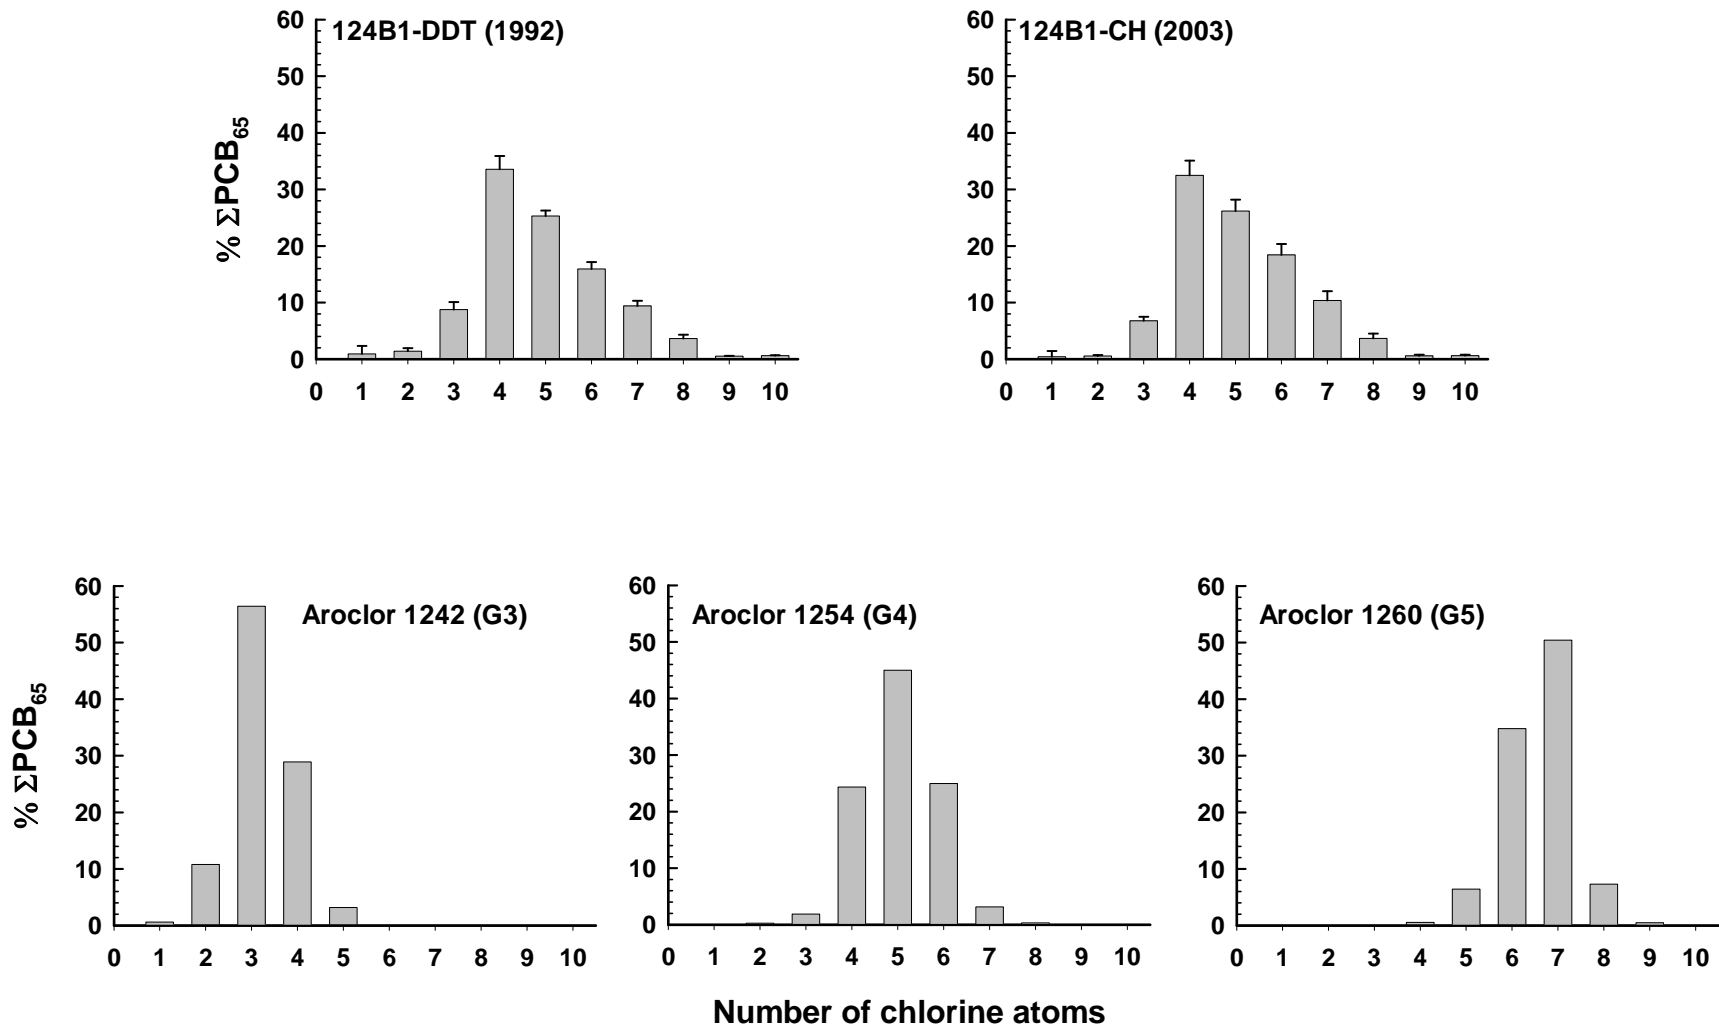 124B1-DDT (1992)
60
50
40
30
20
10
0
% ΣPCB65
0 1 2 3 4 5 6 7 8 9 10
124B1-CH (2003)
60
50
40
30
20
10
0
0 1 2 3 4 5 6 7 8 9 10
Aroclor 1242 (G3)
60
50
40
30
20
10
0
% ΣPCB65
0 1 2 3 4 5 6 7 8 9 10
Aroclor 1254 (G4)
60
50
40
30
20
10
0
0 1 2 3 4 5 6 7 8 9 10
Aroclor 1260 (G5)
60
50
40
30
20
10
0
0 1 2 3 4 5 6 7 8 9 10
Number of chlorine atoms